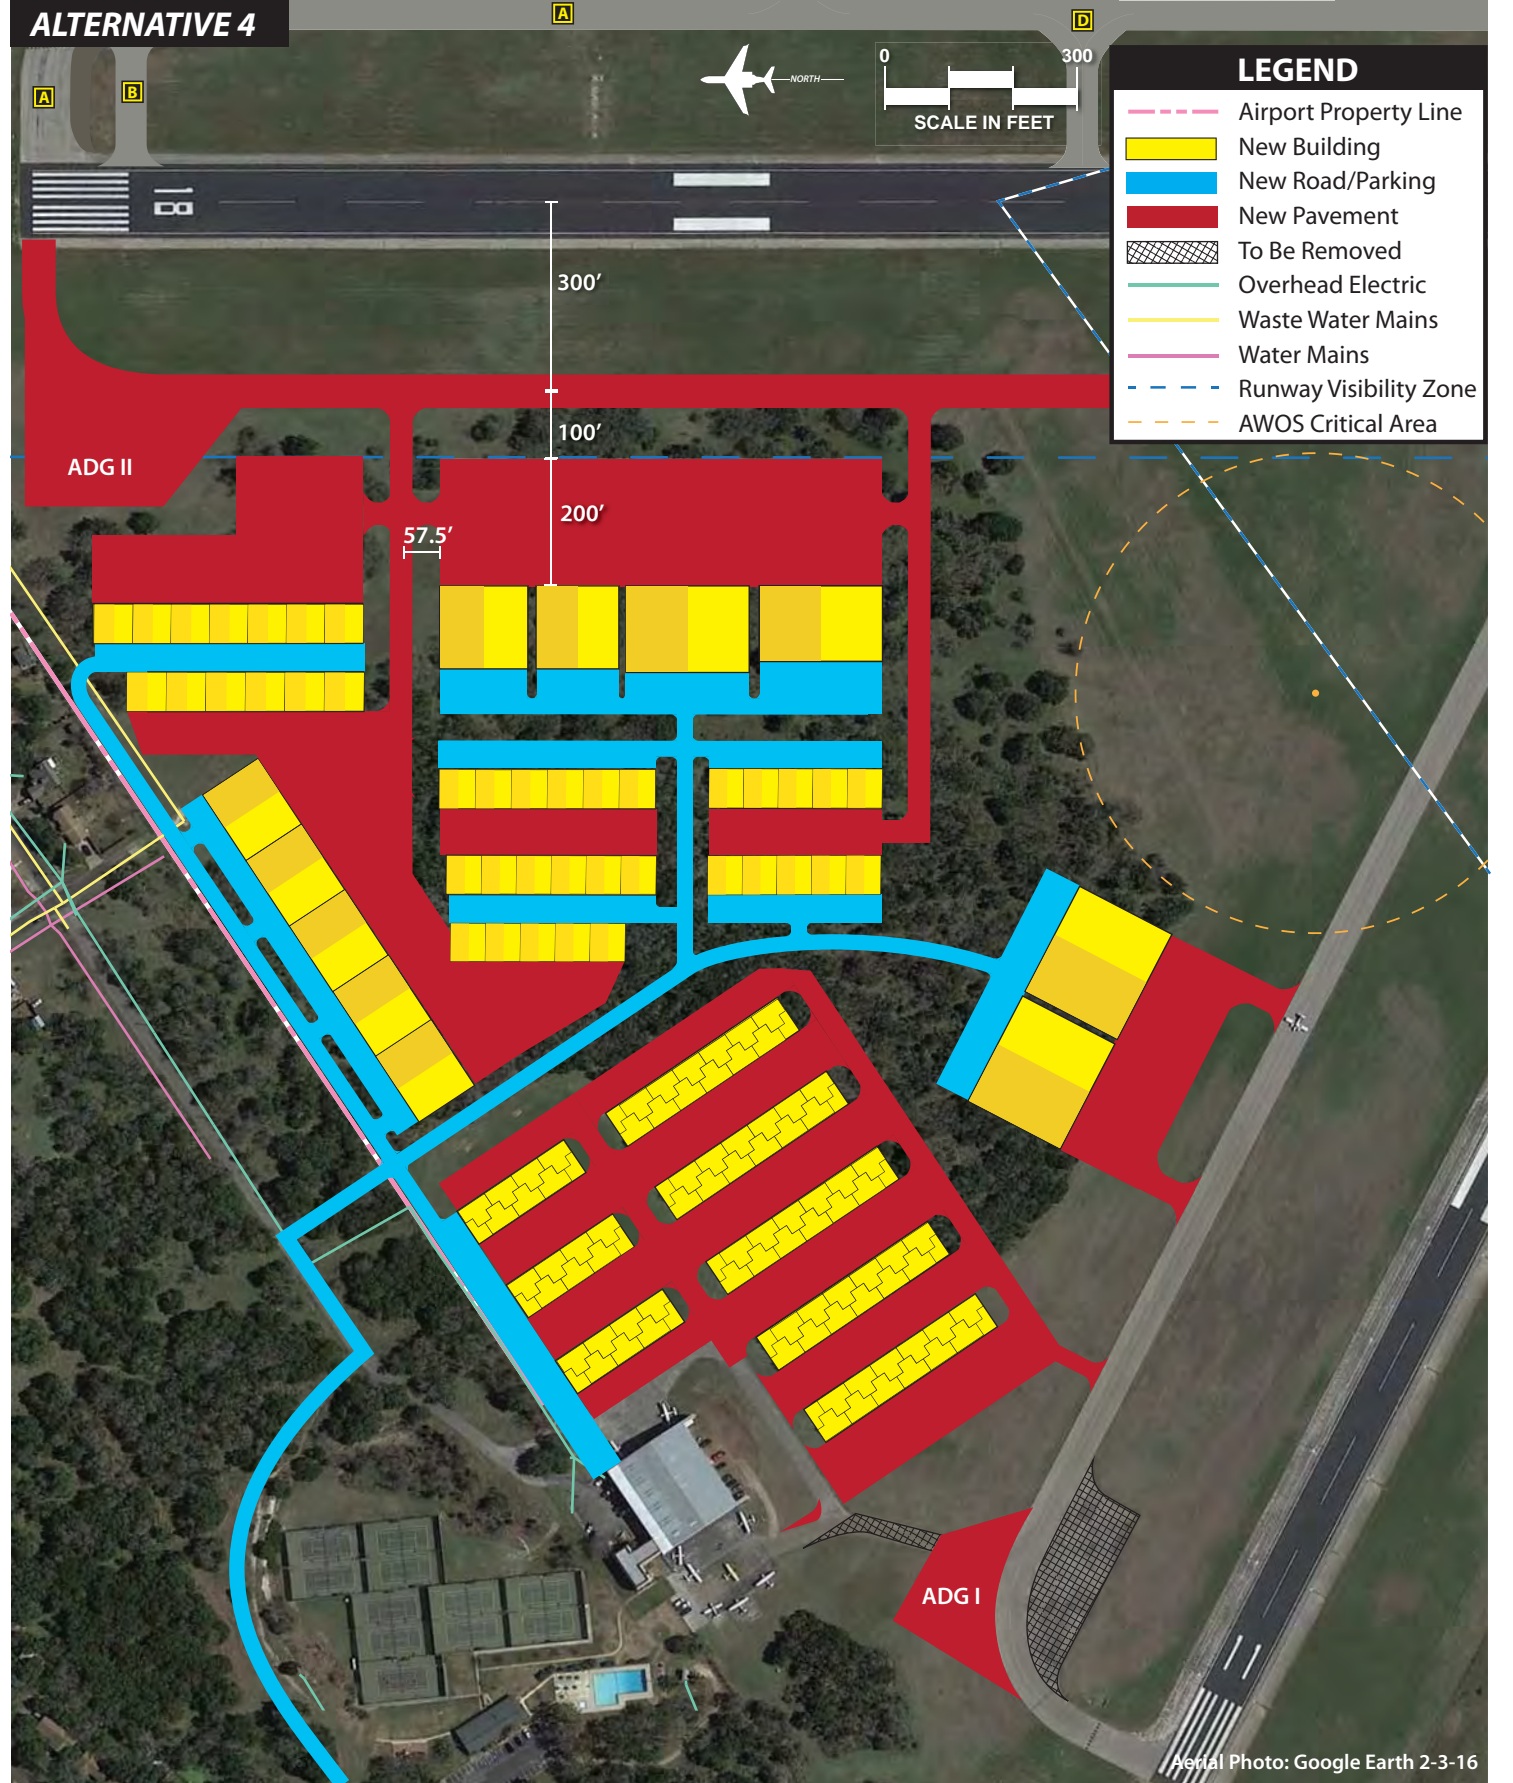 ALTERNATIVE 4
A
D
A
B
NORTH
0
300
SCALE IN FEET
LEGEND
Airport Property Line
New Building
New Road/Parking
New Pavement
To Be Removed
Overhead Electric
Waste Water Mains
Water Mains
Runway Visibility Zone
AWOS Critical Area
18
300’
100’
ADG II
200’
57.5’
ADG I
11
Aerial Photo: Google Earth 2-3-16